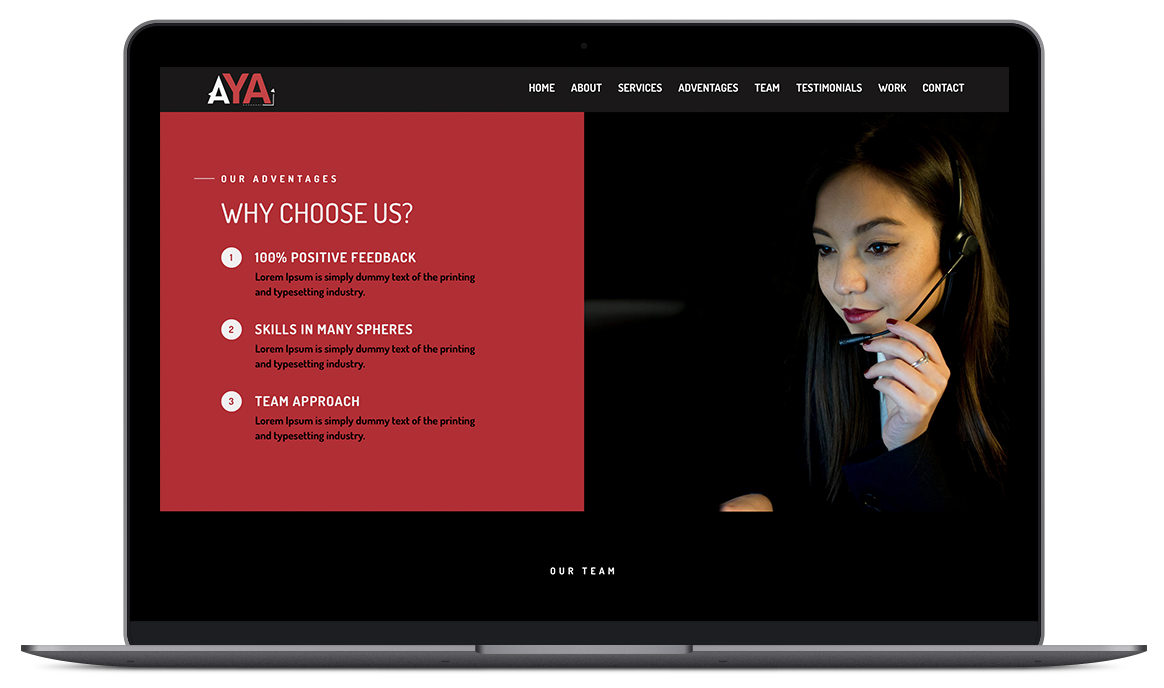 AYA
HOME ABOUT SERVICES ADVENTAGES TEAM TESTIMONIALS WORK CONTACT
OUR ADVENTAGES
WHY CHOOSE US?
1 100% POSITIVE FEEDBACK
Lorem Ipsum is simply dummy text of the printing
and typesetting industry.
2 SKILLS IN MANY SPHERES
Lorem Ipsum is simply dummy text of the printing
and typesetting industry.
3 TEAM APPROACH
Lorem Ipsum is simply dummy text of the printing
and typesetting industry.
OUR TEAM